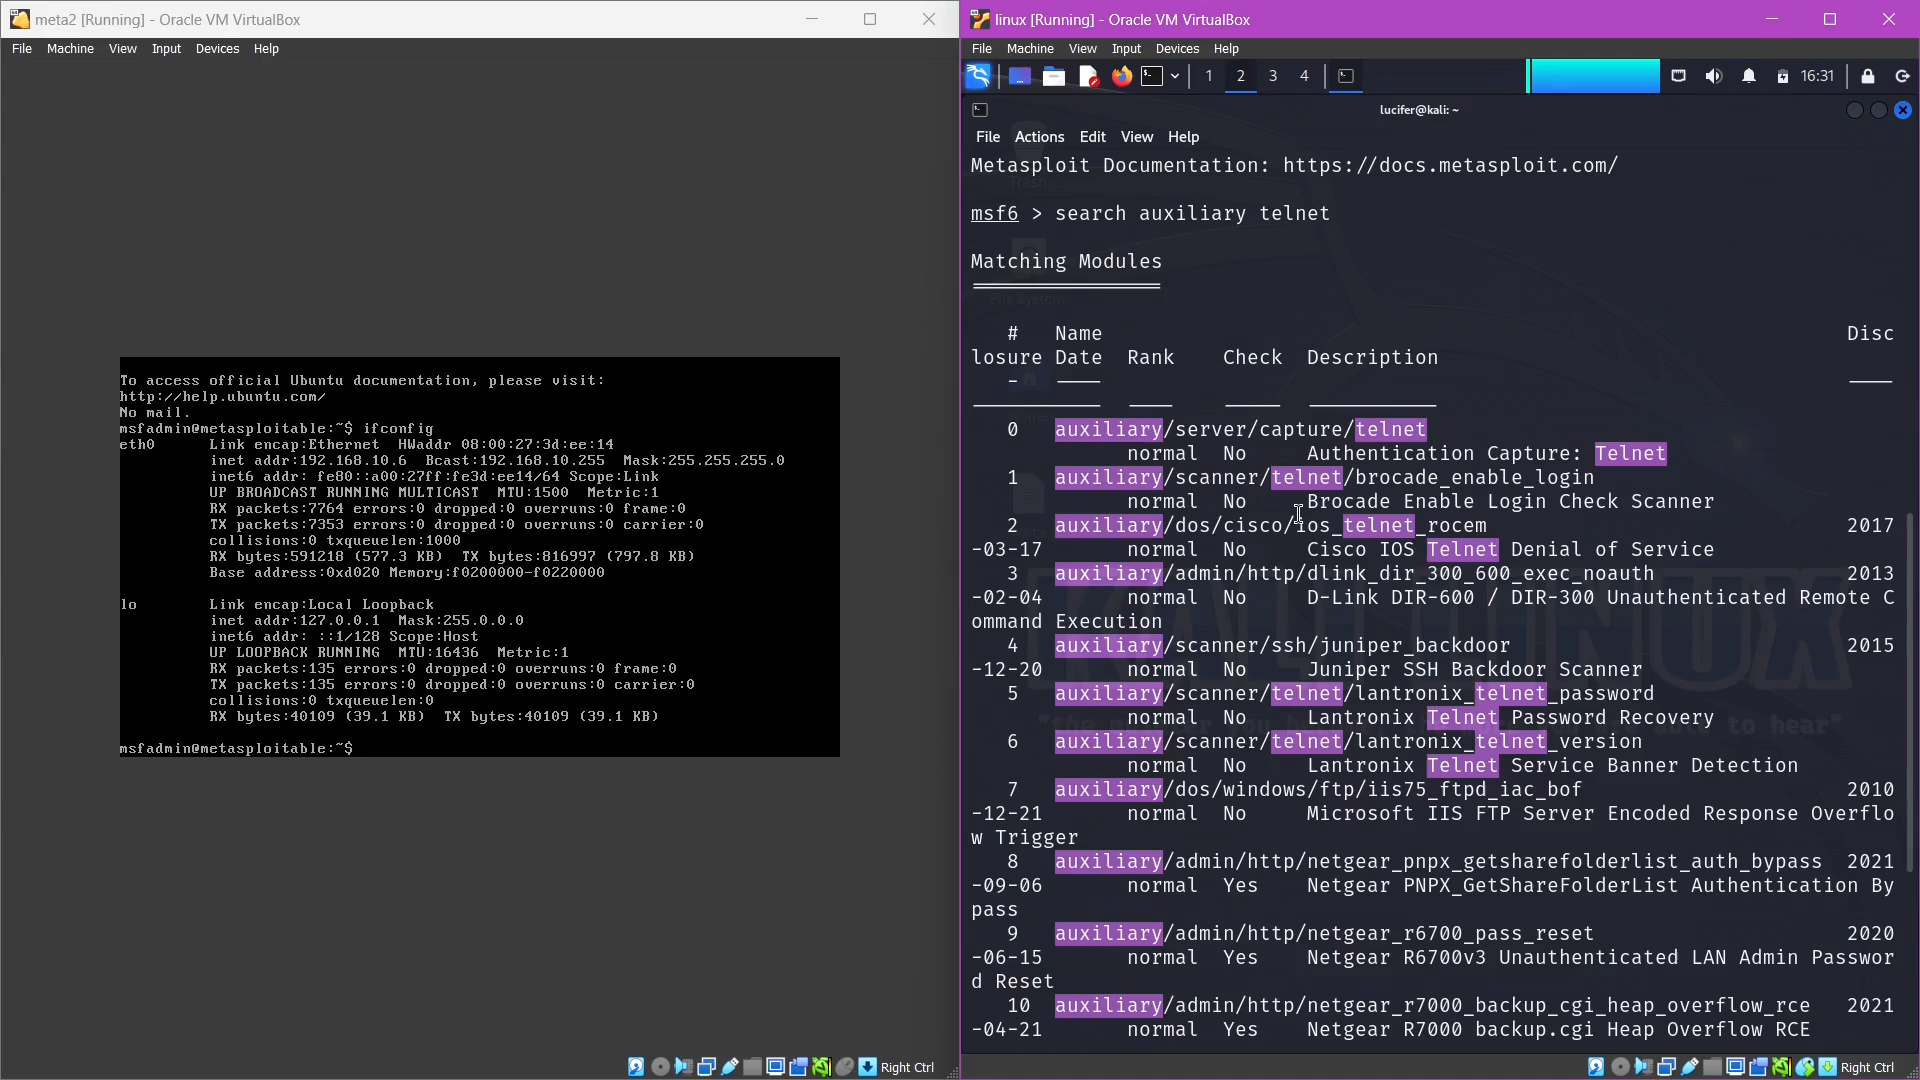 meta2 [Running] - Oracle VM VirtualBox
File Machine View Input Devices Help
To access official Ubuntu documentation, please visit:
http://help.ubuntu.com/
No mail.
msfadmin@metasploitable:~$ ifconfig
eth0 Link encap:Ethernet HWaddr 08:00:27:3d:ee:14
inet addr:192.168.10.6 Bcast:192.168.10.255 Mask:255.255.255.0
inet6 addr: fe80::a00:27ff:fe3d:ee14/64 Scope:Link
UP BROADCAST RUNNING MULTICAST MTU:1500 Metric:1
RX packets:7764 errors:0 dropped:0 overruns:0 frame:0
TX packets:7353 errors:0 dropped:0 overruns:0 carrier:0
collisions:0 txqueuelen:1000
RX bytes:591218 (577.3 KB) TX bytes:816997 (797.8 KB)
Base address:0xd020 Memory:f0200000-f0220000
lo Link encap:Local Loopback
inet addr:127.0.0.1 Mask:255.0.0.0
inet6 addr: ::1/128 Scope:Host
UP LOOPBACK RUNNING MTU:16436 Metric:1
RX packets:135 errors:0 dropped:0 overruns:0 frame:0
TX packets:135 errors:0 dropped:0 overruns:0 carrier:0
collisions:0 txqueuelen:0
RX bytes:40109 (39.1 KB) TX bytes:40109 (39.1 KB)
msfadmin@metasploitable:~$
Right Ctrl
linux [Running] - Oracle VM VirtualBox
File Machine View Input Devices Help
1 2 3 4 16:31
lucifer@kali: ~
File Actions Edit View Help
Metasploit Documentation: https://docs.metasploit.com/
msf6 > search auxiliary telnet
Matching Modules
# Name Disc
losure Date Rank Check Description
- ---- ----
----------- ---- ----- -----------
0 auxiliary/server/capture/telnet
normal No Authentication Capture: Telnet
1 auxiliary/scanner/telnet/brocade_enable_login
normal No Brocade Enable Login Check Scanner
2 auxiliary/dos/cisco/ios_telnet_rocem 2017
-03-17 normal No Cisco IOS Telnet Denial of Service
3 auxiliary/admin/http/dlink_dir_300_600_exec_noauth 2013
-02-04 normal No D-Link DIR-600 / DIR-300 Unauthenticated Remote C
ommand Execution
4 auxiliary/scanner/ssh/juniper_backdoor 2015
-12-20 normal No Juniper SSH Backdoor Scanner
5 auxiliary/scanner/telnet/lantronix_telnet_password
normal No Lantronix Telnet Password Recovery
6 auxiliary/scanner/telnet/lantronix_telnet_version
normal No Lantronix Telnet Service Banner Detection
7 auxiliary/dos/windows/ftp/iis75_ftpd_iac_bof 2010
-12-21 normal No Microsoft IIS FTP Server Encoded Response Overflo
w Trigger
8 auxiliary/admin/http/netgear_pnpx_getsharefolderlist_auth_bypass 2021
-09-06 normal Yes Netgear PNPX_GetShareFolderList Authentication By
pass
9 auxiliary/admin/http/netgear_r6700_pass_reset 2020
-06-15 normal Yes Netgear R6700v3 Unauthenticated LAN Admin Passwor
d Reset
10 auxiliary/admin/http/netgear_r7000_backup_cgi_heap_overflow_rce 2021
-04-21 normal Yes Netgear R7000 backup.cgi Heap Overflow RCE
Right Ctrl